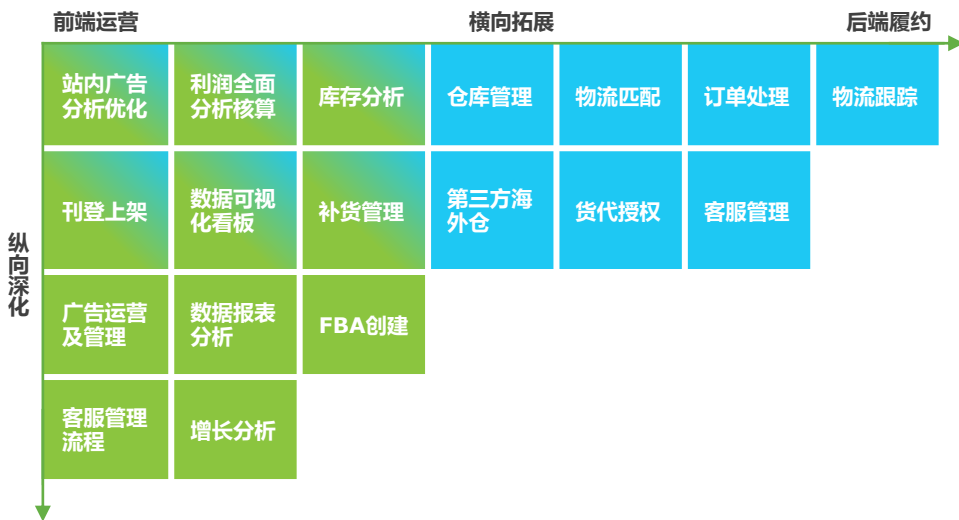 前端运营
横向拓展
后端履约
纵向深化
站内广告
分析优化
利润全面
分析核算
库存分析
仓库管理
物流匹配
订单处理
物流跟踪
刊登上架
数据可视
化看板
补货管理
第三方海
外仓
货代授权
客服管理
广告运营
及管理
数据报表
分析
FBA创建
客服管理
流程
增长分析